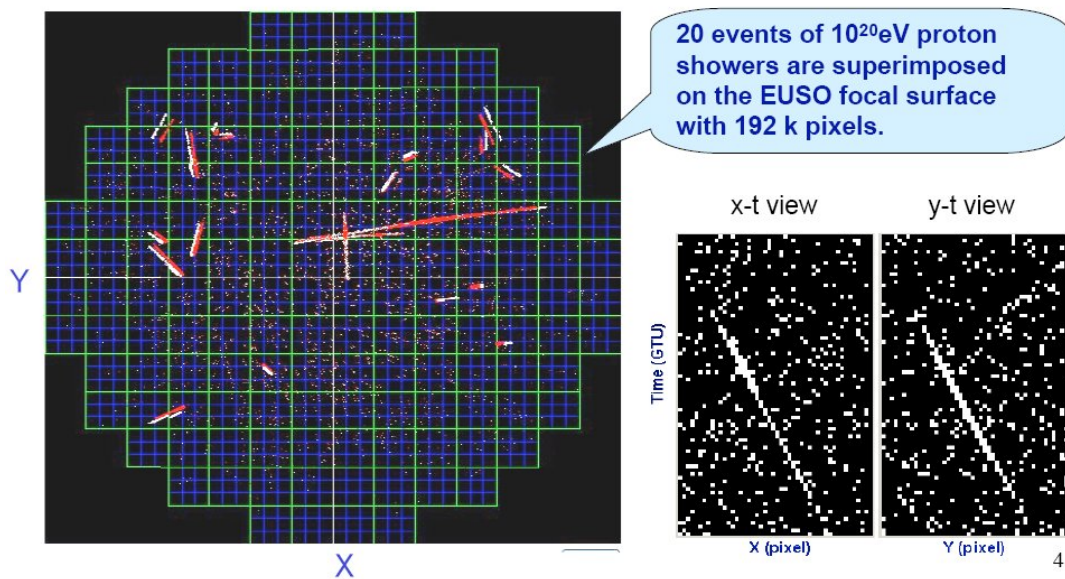 20 events of 10²⁰eV proton
showers are superimposed
on the EUSO focal surface
with 192 k pixels.
x-t view
y-t view
Y
Time (GTU)
X (pixel)
Y (pixel)
X
4